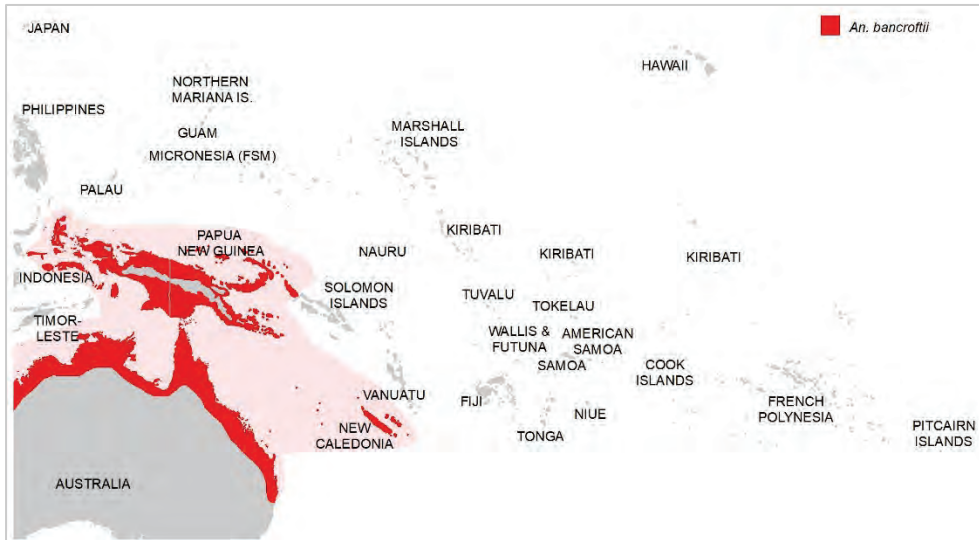 JAPAN
An. bancroftii
HAWAII
NORTHERN
MARIANA IS.
PHILIPPINES
GUAM
MARSHALL
ISLANDS
MICRONESIA (FSM)
PALAU
KIRIBATI
PAPUA
NEW GUINEA
NAURU
KIRIBATI
KIRIBATI
INDONESIA
SOLOMON
ISLANDS
TUVALU
TOKELAU
TIMOR-
LESTE
WALLIS &
FUTUNA
AMERICAN
SAMOA
SAMOA
COOK
ISLANDS
VANUATU
FIJI
NIUE
FRENCH
POLYNESIA
NEW
CALEDONIA
TONGA
PITCAIRN
ISLANDS
AUSTRALIA